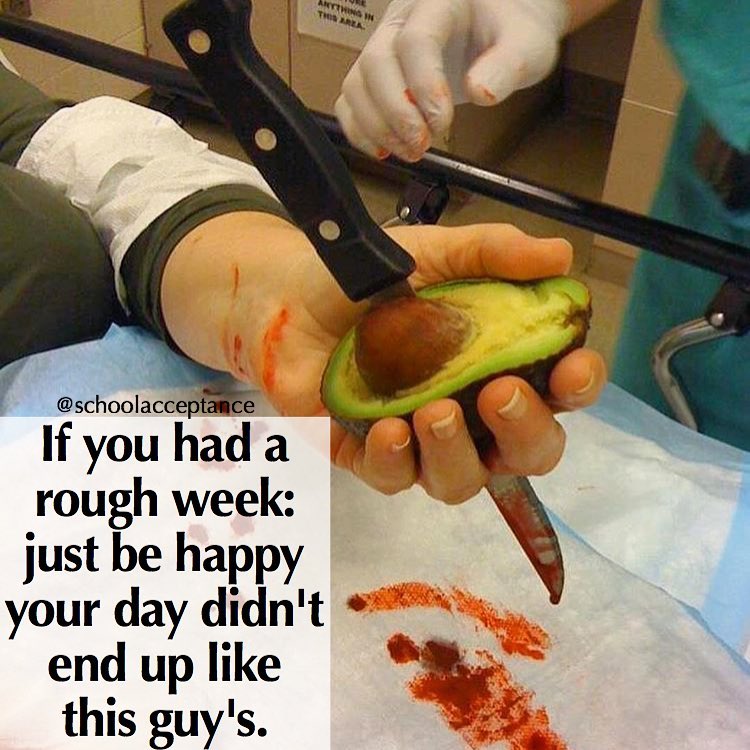 ANYTHING IN
THIS AREA.
@schoolacceptance
If you had a
rough week:
just be happy
your day didn't
end up like
this guy's.